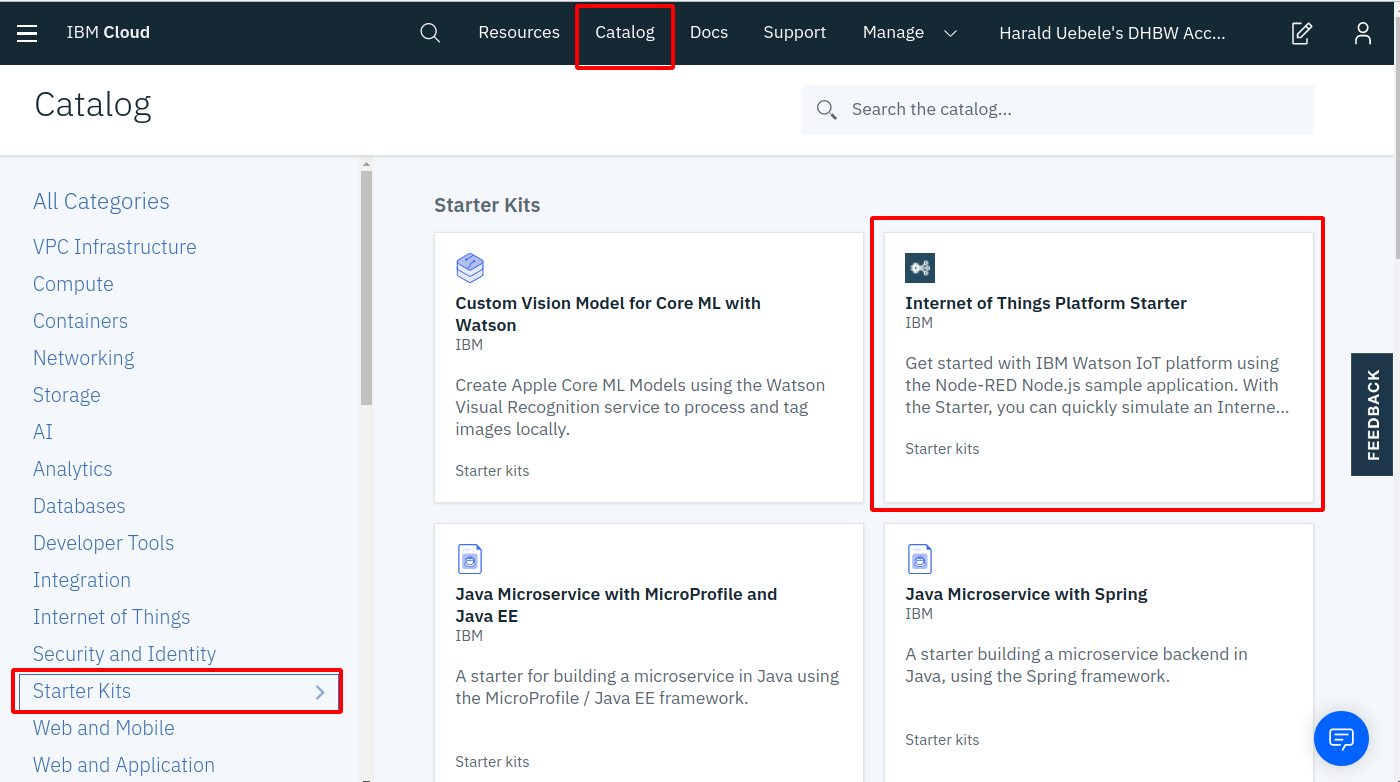 IBM Cloud
Resources
Catalog
Docs
Support
Manage
Harald Uebele's DHBW Acc...
Catalog
Search the catalog...
All Categories
VPC Infrastructure
Compute
Containers
Networking
Storage
AI
Analytics
Databases
Developer Tools
Integration
Internet of Things
Security and Identity
Starter Kits
Web and Mobile
Web and Application
Starter Kits
Custom Vision Model for Core ML with
Watson
IBM
Create Apple Core ML Models using the Watson
Visual Recognition service to process and tag
images locally.
Starter kits
Internet of Things Platform Starter
IBM
Get started with IBM Watson IoT platform using
the Node-RED Node.js sample application. With
the Starter, you can quickly simulate an Interne...
Starter kits
Java Microservice with MicroProfile and
Java EE
IBM
A starter for building a microservice in Java using
the MicroProfile / Java EE framework.
Starter kits
Java Microservice with Spring
IBM
A starter building a microservice backend in
Java, using the Spring framework.
Starter kits
FEEDBACK